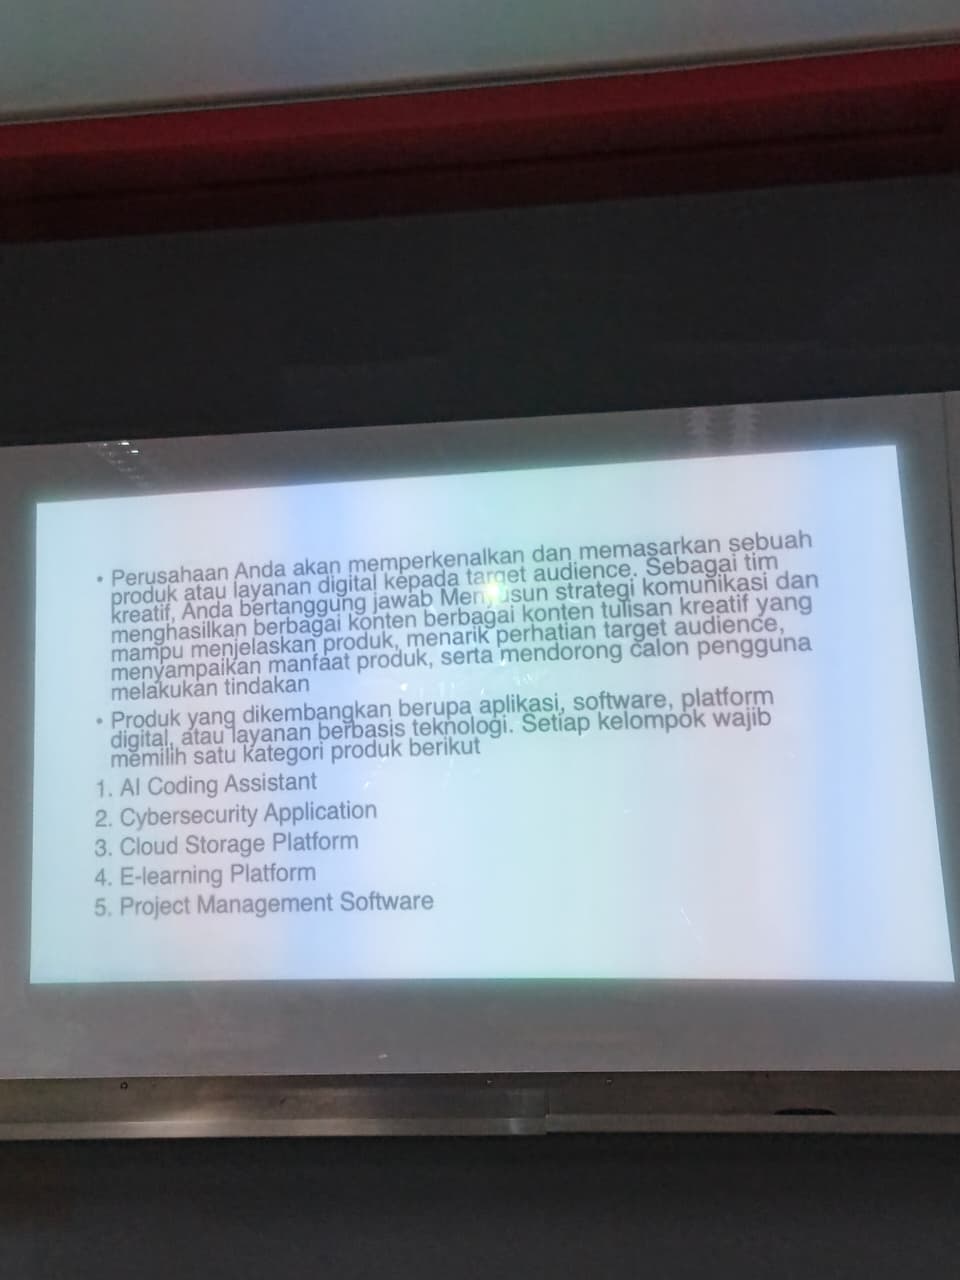 • Perusahaan Anda akan memperkenalkan dan memasarkan sebuah
produk atau layanan digital kepada target audience. Sebagai tim
kreatif, Anda bertanggung jawab Menyusun strategi komunikasi dan
menghasilkan berbagai konten berbagai konten tulisan kreatif yang
mampu menjelaskan produk, menarik perhatian target audience,
menyampaikan manfaat produk, serta mendorong calon pengguna
melakukan tindakan
• Produk yang dikembangkan berupa aplikasi, software, platform
digital, atau layanan berbasis teknologi. Setiap kelompok wajib
memilih satu kategori produk berikut
1. AI Coding Assistant
2. Cybersecurity Application
3. Cloud Storage Platform
4. E-learning Platform
5. Project Management Software